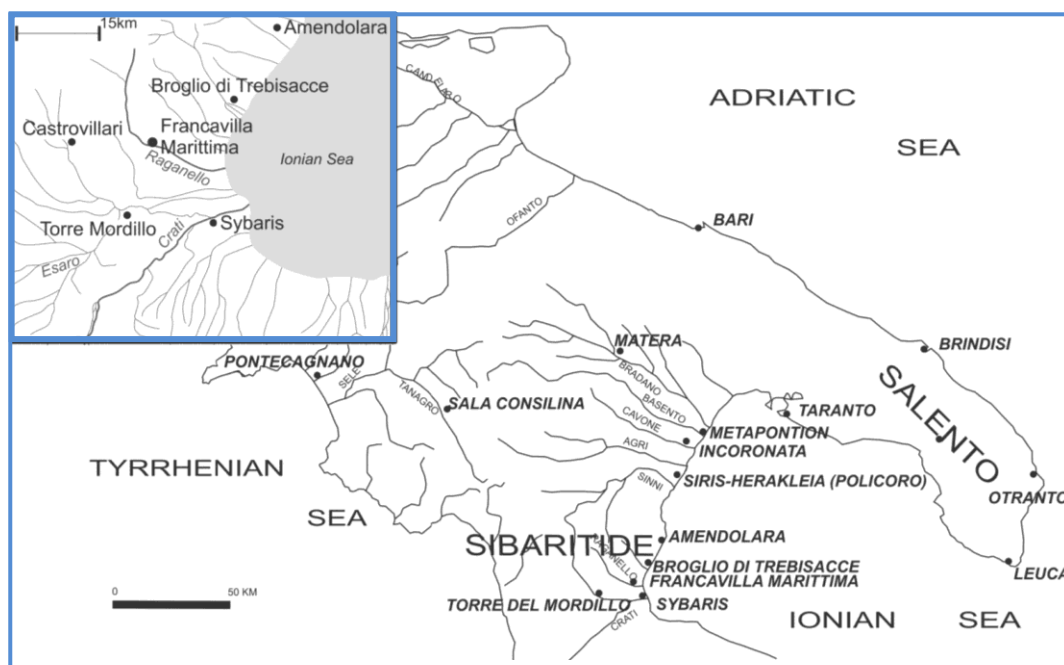 15km
Amendolara
Broglio di Trebisacce
Castrovillari
Francavilla
Marittima
Raganello
Ionian Sea
Torre Mordillo
Crati
Sybaris
Esaro
CANDELARO
ADRIATIC
SEA
OFANTO
BARI
BRINDISI
MATERA
BRADANO
PONTECAGNANO
SELE
TANAGRO
SALA CONSILINA
BASENTO
CAVONE
AGRI
TARANTO
SALENTO
METAPONTION
INCORONATA
TYRRHENIAN
SEA
SINNI
SIRIS-HERAKLEIA (POLICORO)
OTRANTO
SIBARITIDE
RAGANELLO
AMENDOLARA
BROGLIO DI TREBISACCE
FRANCAVILLA MARITTIMA
LEUCA
50 KM
TORRE DEL MORDILLO
SYBARIS
CRATI
IONIAN
SEA